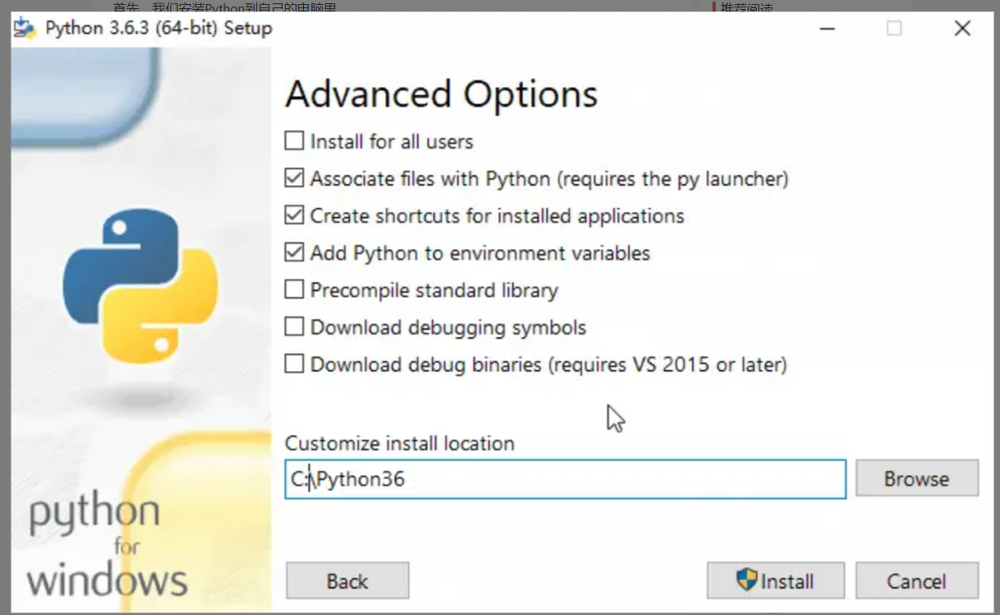 首先，我们安装Python到自己的电脑里
推荐阅读
Python 3.6.3 (64-bit) Setup
Advanced Options
Install for all users
Associate files with Python (requires the py launcher)
Create shortcuts for installed applications
Add Python to environment variables
Precompile standard library
Download debugging symbols
Download debug binaries (requires VS 2015 or later)
Customize install location
C:\Python36
Browse
python
for
windows
Back
Install
Cancel